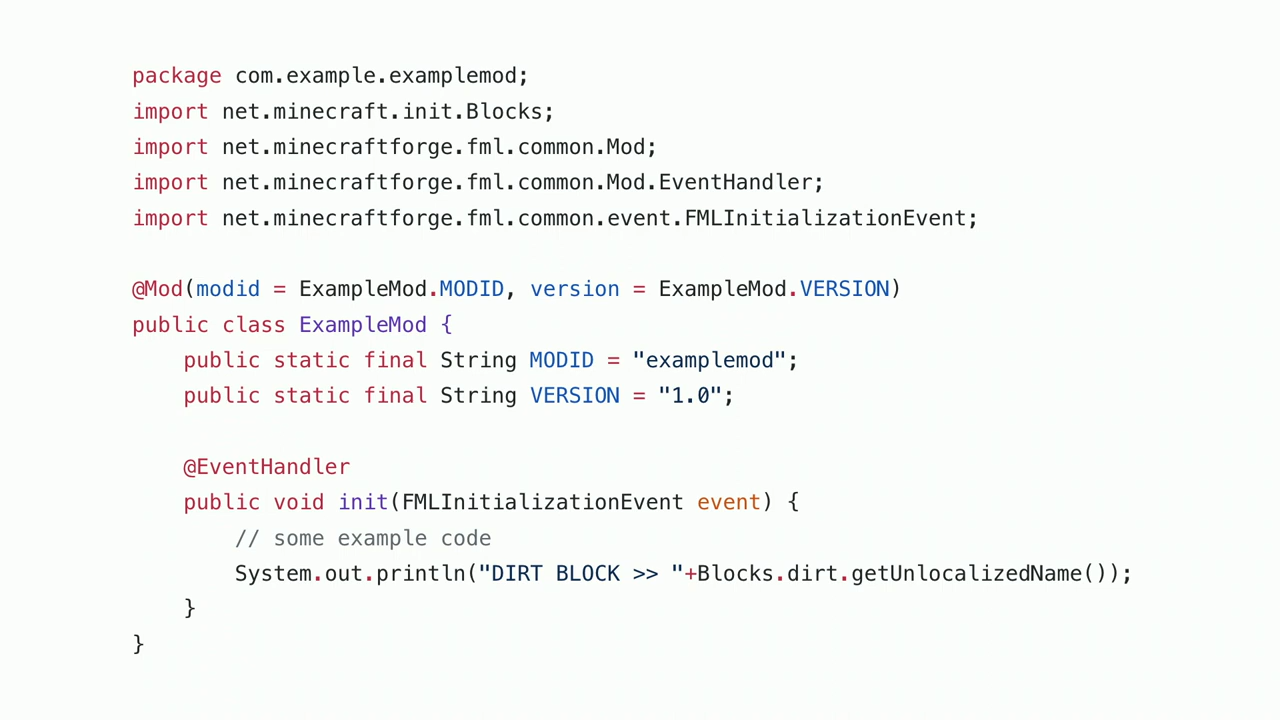 package com.example.examplemod;
import net.minecraft.init.Blocks;
import net.minecraftforge.fml.common.Mod;
import net.minecraftforge.fml.common.Mod.EventHandler;
import net.minecraftforge.fml.common.event.FMLInitializationEvent;

@Mod(modid = ExampleMod.MODID, version = ExampleMod.VERSION)
public class ExampleMod {
    public static final String MODID = "examplemod";
    public static final String VERSION = "1.0";

    @EventHandler
    public void init(FMLInitializationEvent event) {
        // some example code
        System.out.println("DIRT BLOCK >> "+Blocks.dirt.getUnlocalizedName());
    }
}